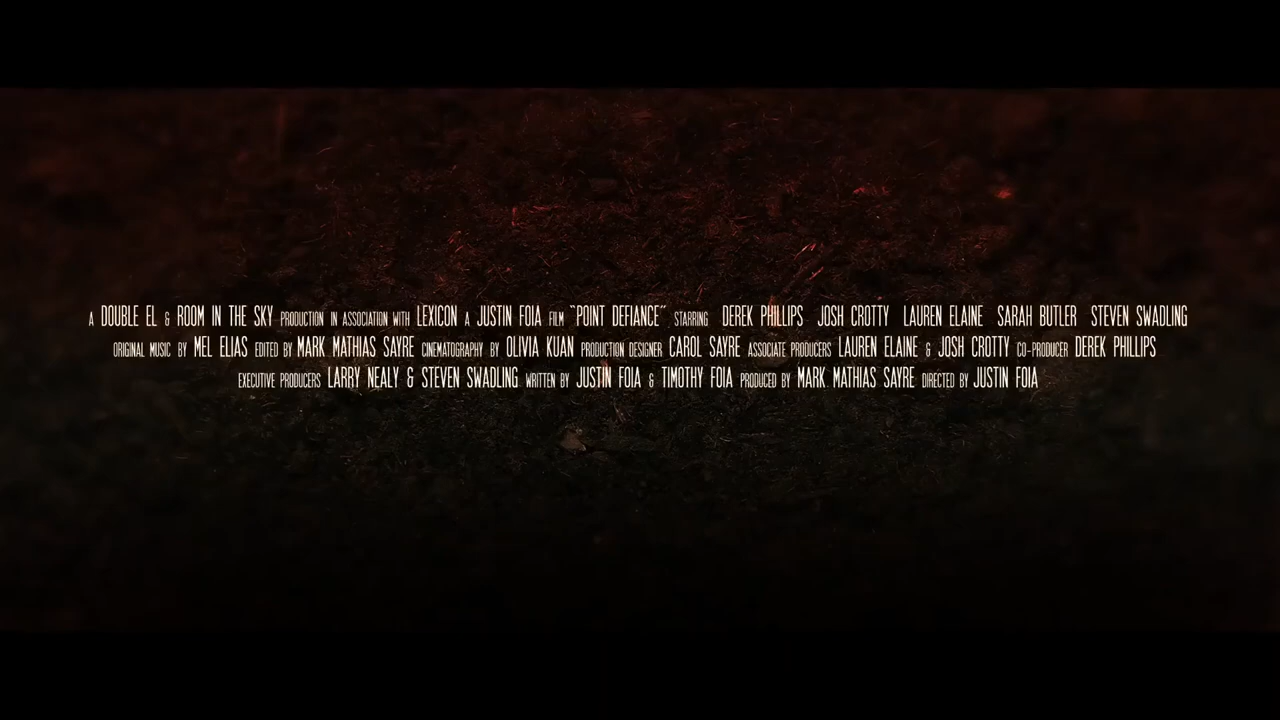 A DOUBLE EL & ROOM IN THE SKY PRODUCTION IN ASSOCIATION WITH LEXICON A JUSTIN FOIA FILM "POINT DEFIANCE" STARRING DEREK PHILLIPS JOSH CROTTY LAUREN ELAINE SARAH BUTLER STEVEN SWADLING
ORIGINAL MUSIC BY MEL ELIAS EDITED BY MARK MATHIAS SAYRE CINEMATOGRAPHY BY OLIVIA KUAN PRODUCTION DESIGNER CAROL SAYRE ASSOCIATE PRODUCERS LAUREN ELAINE & JOSH CROTTY CO-PRODUCER DEREK PHILLIPS
EXECUTIVE PRODUCERS LARRY NEALY & STEVEN SWADLING WRITTEN BY JUSTIN FOIA & TIMOTHY FOIA PRODUCED BY MARK MATHIAS SAYRE DIRECTED BY JUSTIN FOIA